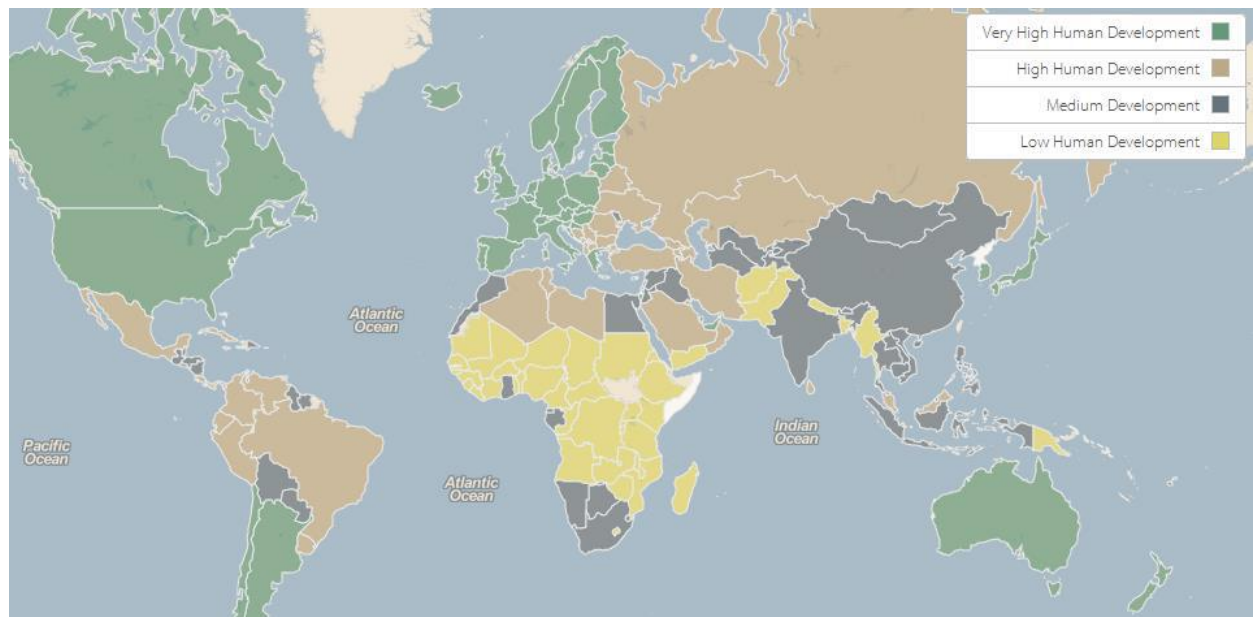 Very High Human Development
High Human Development
Medium Development
Low Human Development
Atlantic
Ocean
Pacific
Ocean
Atlantic
Ocean
Indian
Ocean